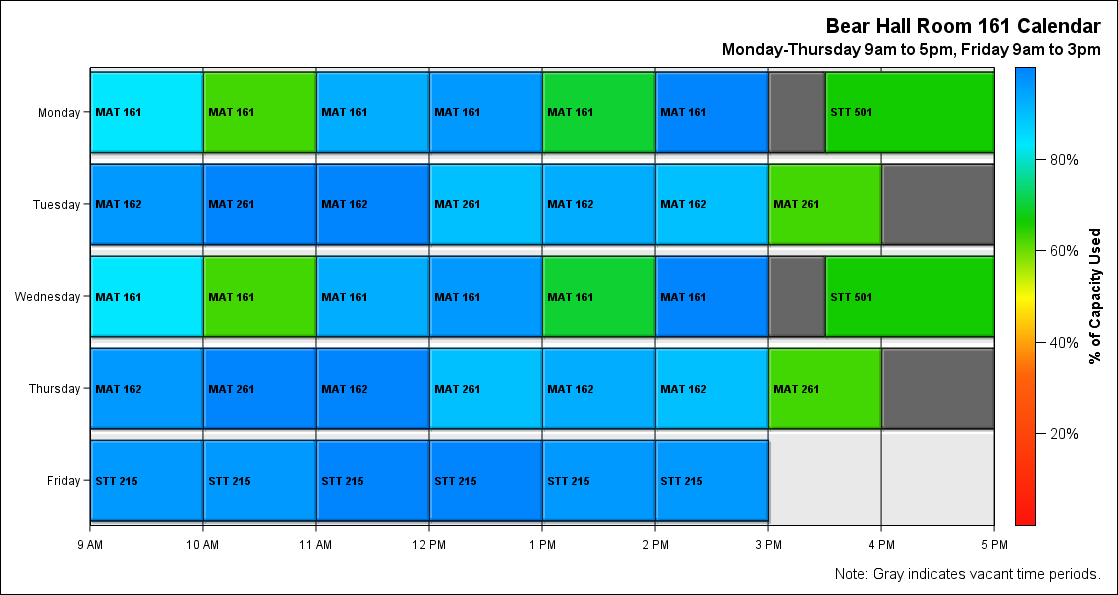 Bear Hall Room 161 Calendar
Monday-Thursday 9am to 5pm, Friday 9am to 3pm
Monday
MAT 161 MAT 161 MAT 161 MAT 161 MAT 161 MAT 161 STT 501
Tuesday
MAT 162 MAT 261 MAT 162 MAT 261 MAT 162 MAT 162 MAT 261
Wednesday
MAT 161 MAT 161 MAT 161 MAT 161 MAT 161 MAT 161 STT 501
Thursday
MAT 162 MAT 261 MAT 162 MAT 261 MAT 162 MAT 162 MAT 261
Friday
STT 215 STT 215 STT 215 STT 215 STT 215 STT 215
9 AM 10 AM 11 AM 12 PM 1 PM 2 PM 3 PM 4 PM 5 PM
80%
60%
40%
20%
% of Capacity Used
Note: Gray indicates vacant time periods.